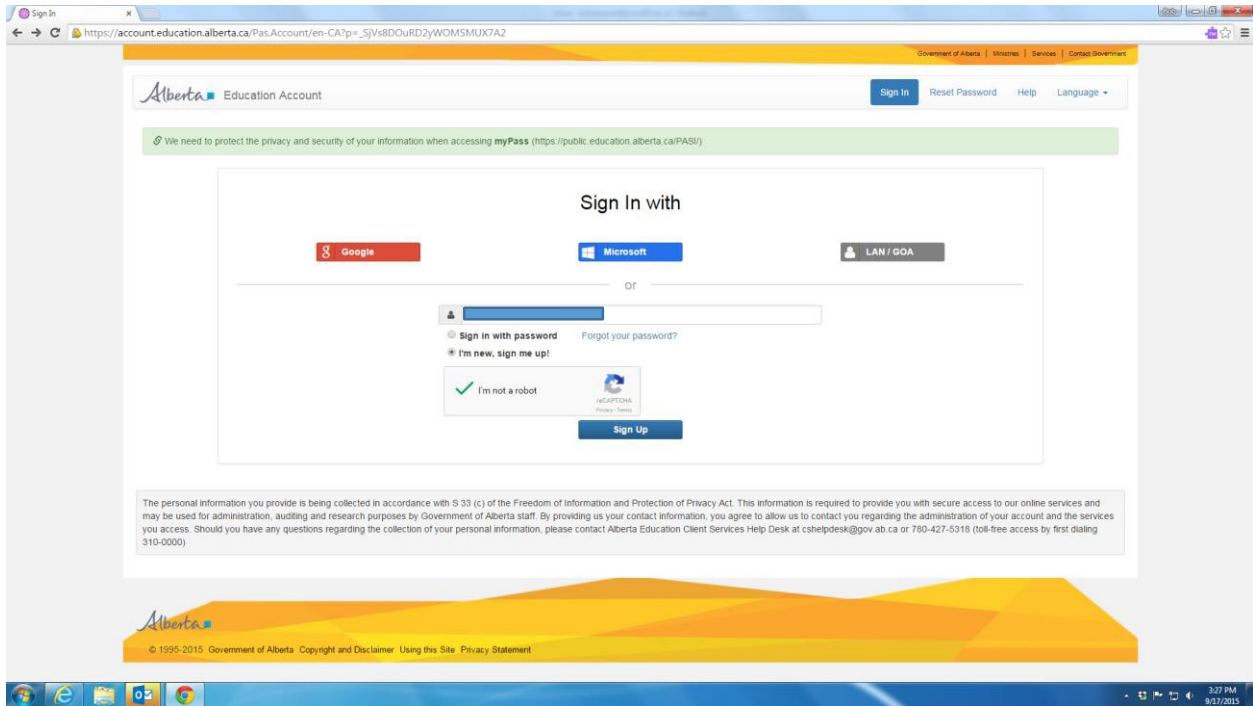 Sign In
https://account.education.alberta.ca/Pas.Account/en-CA?p=_SjVs8DOuRD2yWOMSMUX7A2
Government of Alberta | Ministries | Services | Contact Government
Alberta Education Account Sign In Reset Password Help Language
We need to protect the privacy and security of your information when accessing myPass (https://public.education.alberta.ca/PASI/)
Sign In with
Google Microsoft LAN / GOA
or
Sign in with password Forgot your password?
I'm new, sign me up!
I'm not a robot
reCAPTCHA
Privacy - Terms
Sign Up
The personal information you provide is being collected in accordance with S 33 (c) of the Freedom of Information and Protection of Privacy Act. This information is required to provide you with secure access to our online services and
may be used for administration, auditing and research purposes by Government of Alberta staff. By providing us your contact information, you agree to allow us to contact you regarding the administration of your account and the services
you access. Should you have any questions regarding the collection of your personal information, please contact Alberta Education Client Services Help Desk at cshelpdesk@gov.ab.ca or 780-427-5318 (toll-free access by first dialing
310-0000)
Alberta
© 1995-2015 Government of Alberta Copyright and Disclaimer Using this Site Privacy Statement
3:27 PM
9/17/2015